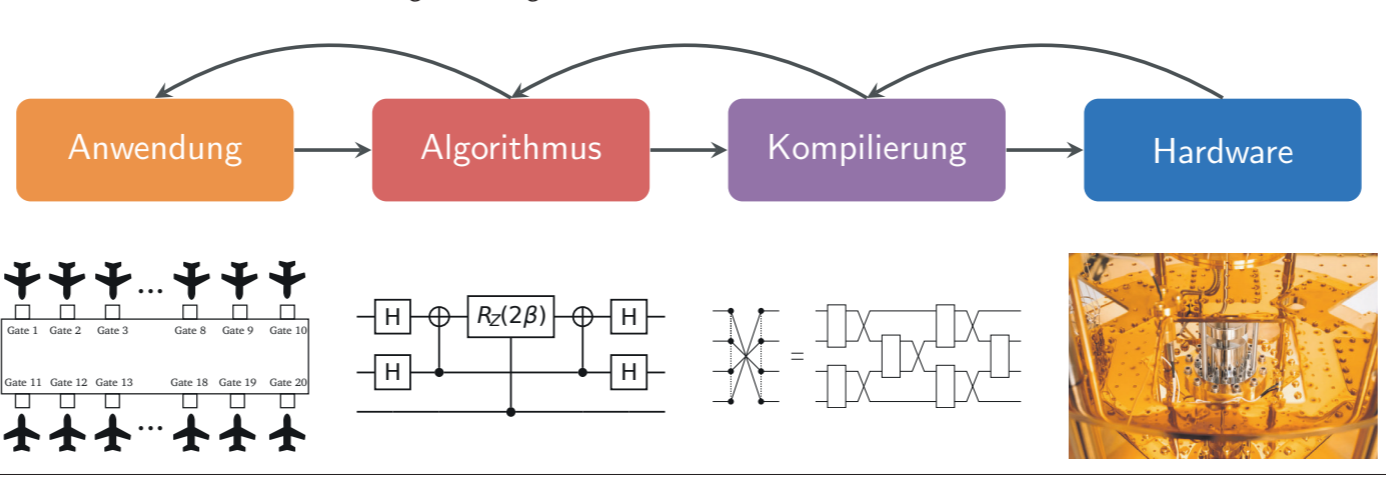 Anwendung
Algorithmus
Kompilierung
Hardware
...
Gate 1 Gate 2 Gate 3 Gate 8 Gate 9 Gate 10
Gate 11 Gate 12 Gate 13 Gate 18 Gate 19 Gate 20
...
H R_Z(2β) H
H H
=